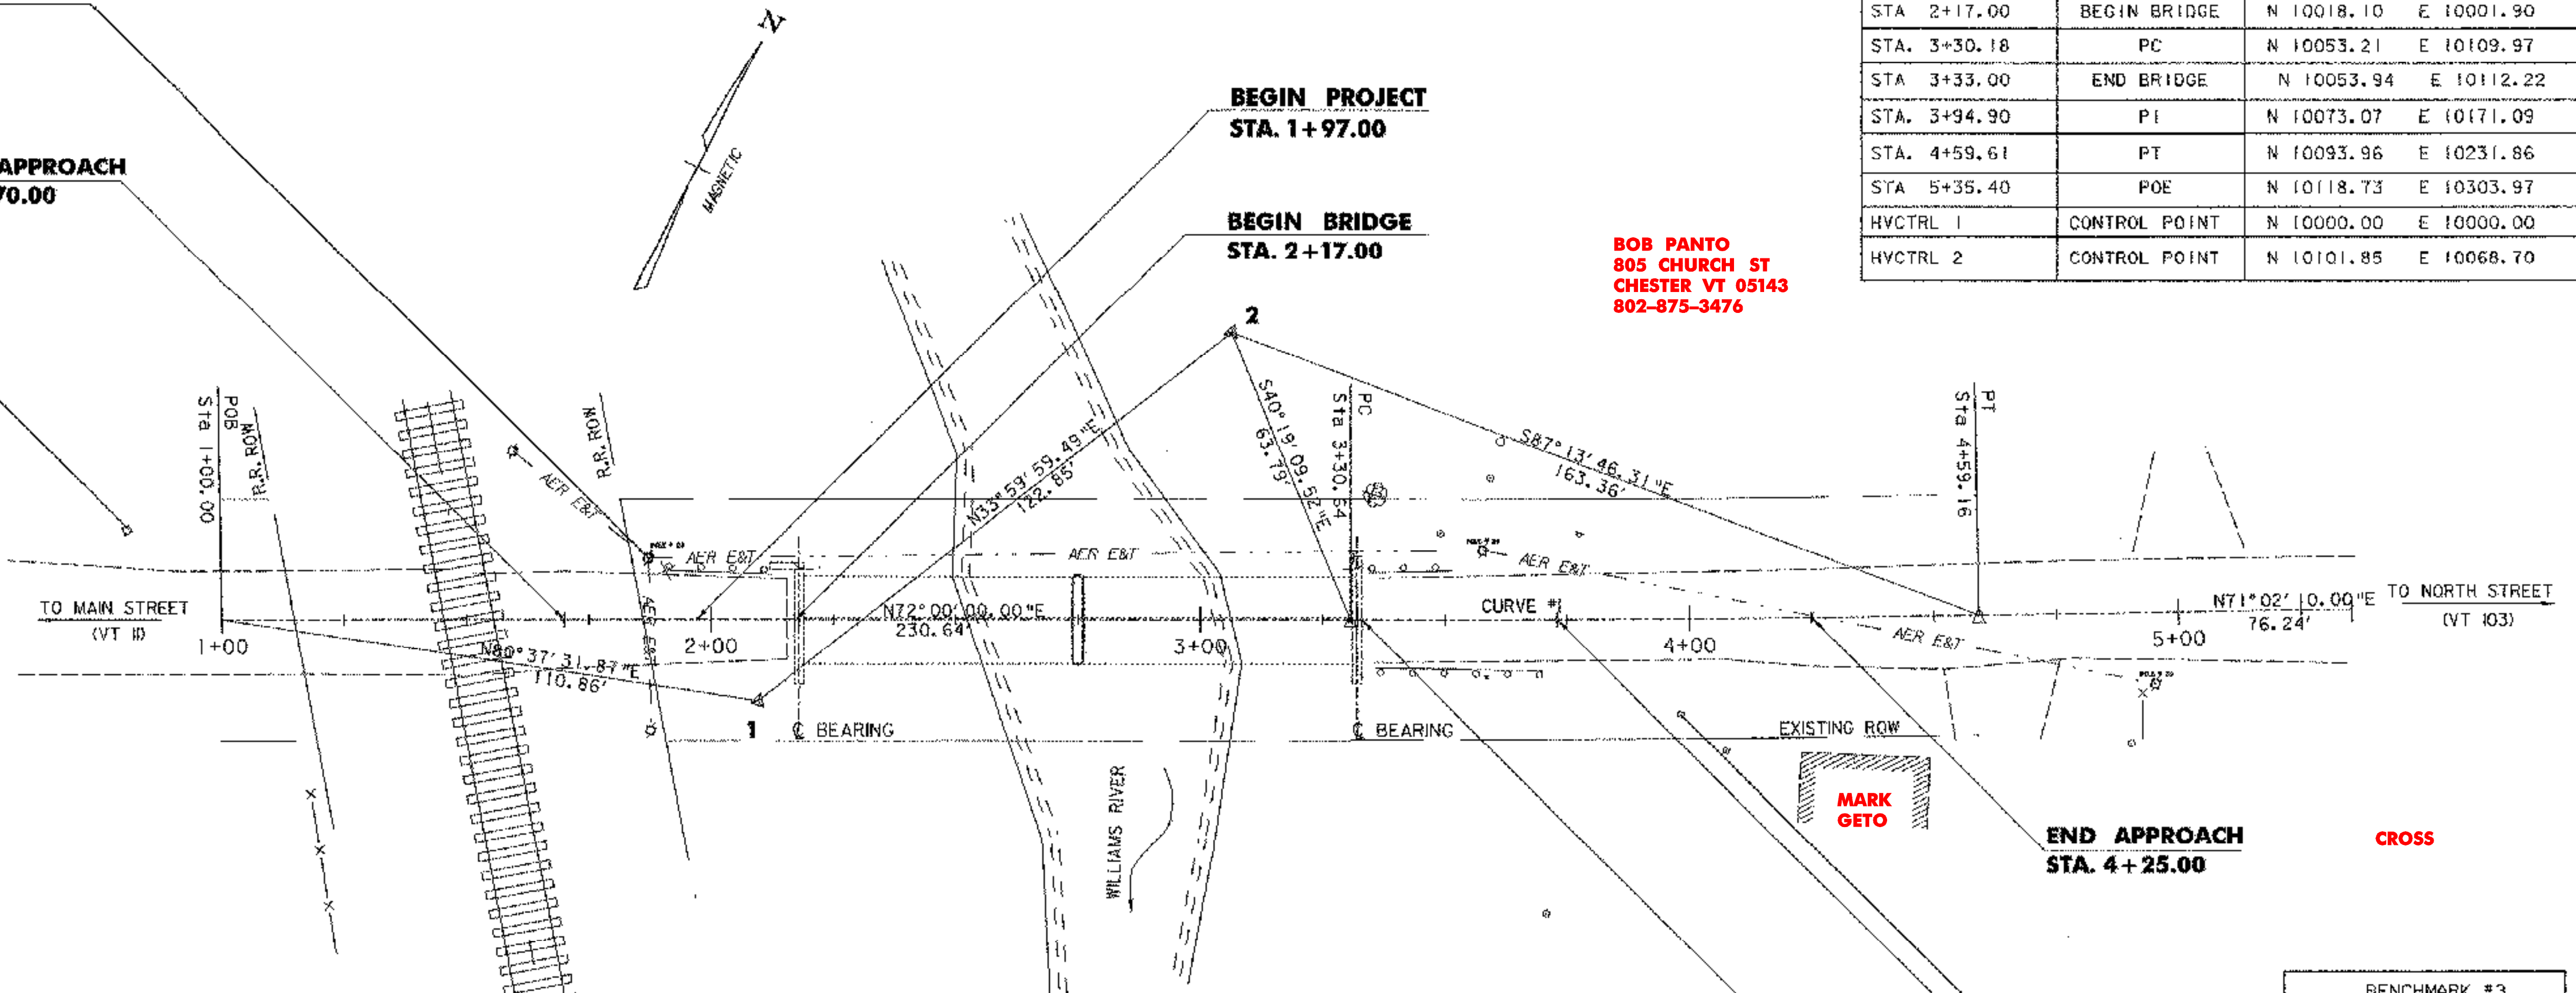 STA 2+17.00 BEGIN BRIDGE N 10018.10 E 10001.90
STA. 3+30.18 PC N 10053.21 E 10109.97
STA 3+33.00 END BRIDGE N 10053.94 E 10112.22
STA. 3+94.90 PI N 10073.07 E 10171.09
STA. 4+59.61 PT N 10093.96 E 10231.86
STA 5+35.40 POE N 10118.73 E 10303.97
HVCTRL 1 CONTROL POINT N 10000.00 E 10000.00
HVCTRL 2 CONTROL POINT N 10101.85 E 10068.70
N
MAGNETIC
BEGIN PROJECT
STA. 1+97.00
APPROACH
70.00
BEGIN BRIDGE
STA. 2+17.00
BOB PANTO
805 CHURCH ST
CHESTER VT 05143
802-875-3476
2
POB
Sta 1+00.00
R.R. ROW
R.R. ROW
AER E&T
N33°59'59.49"E
122.85'
S40°19'09.52"E
63.79'
PC
Sta 3+30.64
S87°13'46.31"E
163.36'
PT
Sta 4+59.16
AER E&T
AER E&T
AER E&T
AER E&T
AER E&T
TO MAIN STREET
(VT 11)
N72°00'00.00"E
230.64'
CURVE #1
N71°02'10.00"E
76.24'
TO NORTH STREET
(VT 103)
1+00
2+00
3+00
4+00
5+00
N80°37'31.87"E
110.86'
1
℄ BEARING
℄ BEARING
EXISTING ROW
WILLIAMS RIVER
MARK
GETO
END APPROACH
STA. 4+25.00
CROSS
BENCHMARK #3